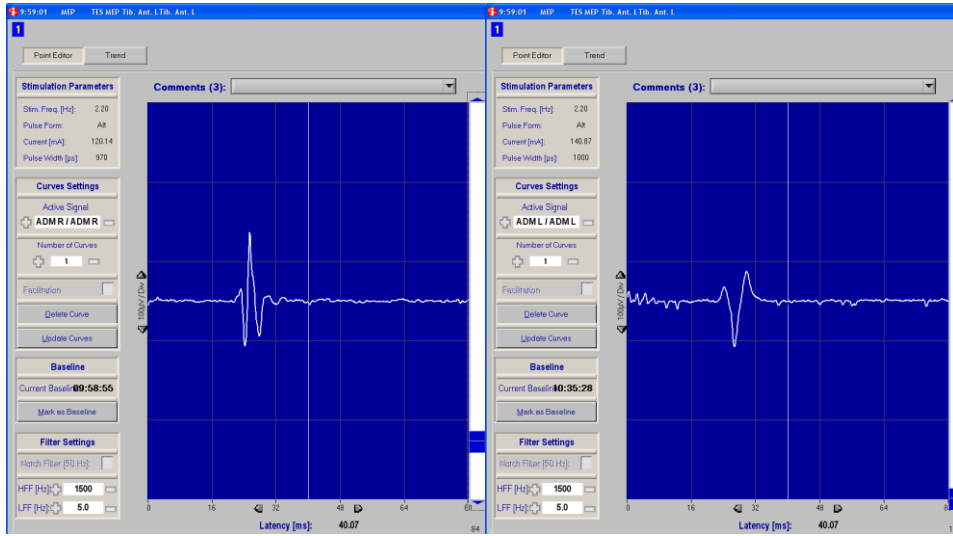 9:59:01 MEP TES MEP Tib. Ant. L Tib. Ant. L
1
Point Editor Trend
Stimulation Parameters
Comments (3):
Stim. Freq. [Hz]: 2.20
Pulse Form: Alt
Current [mA]: 120.14
Pulse Width [µs]: 970
Curves Settings
Active Signal
ADM R / ADM R
Number of Curves
1
Facilitation
100µV / Div
Delete Curve
Update Curves
Baseline
Current Baselin 09:58:55
Mark as Baseline
Filter Settings
Notch Filter [50 Hz]:
HFF [Hz]: 1500
LFF [Hz]: 5.0
0 16 32 48 64 80
Latency [ms]: 40.07
84
9:59:01 MEP TES MEP Tib. Ant. L Tib. Ant. L
1
Point Editor Trend
Stimulation Parameters
Comments (3):
Stim. Freq. [Hz]: 2.20
Pulse Form: Alt
Current [mA]: 140.87
Pulse Width [µs]: 1000
Curves Settings
Active Signal
ADM L / ADM L
Number of Curves
1
Facilitation
100µV / Div
Delete Curve
Update Curves
Baseline
Current Baselin 10:35:28
Mark as Baseline
Filter Settings
Notch Filter [50 Hz]:
HFF [Hz]: 1500
LFF [Hz]: 5.0
0 16 32 48 64 8
Latency [ms]: 40.07
1